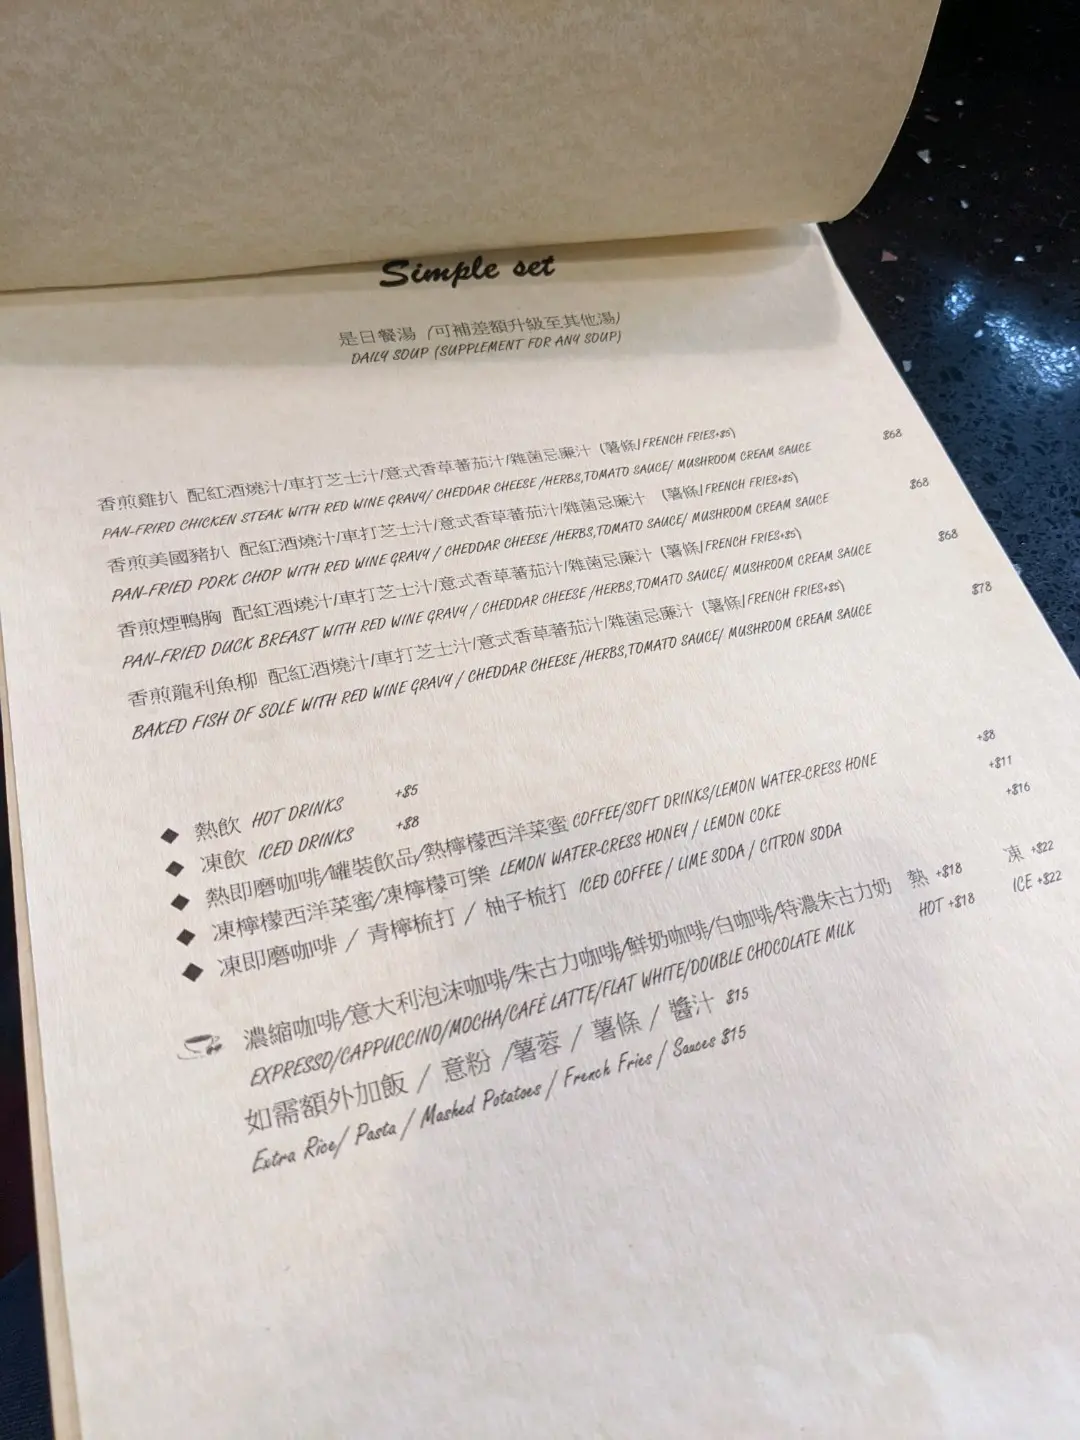 Simple set
是日餐湯 (可補差額升級至其他湯)
DAILY SOUP (SUPPLEMENT FOR ANY SOUP)
香煎雞扒 配紅酒燒汁/車打芝士汁/意式香草蕃茄汁/雜菌忌廉汁 (薯條/FRENCH FRIES+$5) $68
PAN-FRIRD CHICKEN STEAK WITH RED WINE GRAVY/ CHEDDAR CHEESE /HERBS,TOMATO SAUCE/ MUSHROOM CREAM SAUCE
香煎美國豬扒 配紅酒燒汁/車打芝士汁/意式香草蕃茄汁/雜菌忌廉汁 (薯條/FRENCH FRIES+$5) $68
PAN-FRIED PORK CHOP WITH RED WINE GRAVY / CHEDDAR CHEESE /HERBS,TOMATO SAUCE/ MUSHROOM CREAM SAUCE
香煎煙鴨胸 配紅酒燒汁/車打芝士汁/意式香草蕃茄汁/雜菌忌廉汁 (薯條/FRENCH FRIES+$5) $68
PAN-FRIED DUCK BREAST WITH RED WINE GRAVY / CHEDDAR CHEESE /HERBS,TOMATO SAUCE/ MUSHROOM CREAM SAUCE
香煎龍利魚柳 配紅酒燒汁/車打芝士汁/意式香草蕃茄汁/雜菌忌廉汁 (薯條/FRENCH FRIES+$5) $78
BAKED FISH OF SOLE WITH RED WINE GRAVY / CHEDDAR CHEESE /HERBS,TOMATO SAUCE/ MUSHROOM CREAM SAUCE
◆ 熱飲 HOT DRINKS +$5
◆ 凍飲 ICED DRINKS +$8
◆ 熱即磨咖啡/罐裝飲品/熱檸檬西洋菜蜜 COFFEE/SOFT DRINKS/LEMON WATER-CRESS HONE +$8
◆ 凍檸檬西洋菜蜜/凍檸檬可樂 LEMON WATER-CRESS HONEY / LEMON COKE +$11
◆ 凍即磨咖啡 / 青檸梳打 / 柚子梳打 ICED COFFEE / LIME SODA / CITRON SODA +$16
濃縮咖啡/意大利泡沫咖啡/朱古力咖啡/鮮奶咖啡/白咖啡/特濃朱古力奶 熱 +$18 凍 +$22
EXPRESSO/CAPPUCCINO/MOCHA/CAFÈ LATTE/FLAT WHITE/DOUBLE CHOCOLATE MILK HOT +$18 ICE +$22
如需額外加飯 / 意粉 /薯蓉 / 薯條 / 醬汁 $15
Extra Rice/ Pasta / Mashed Potatoes / French Fries / Sauces $15